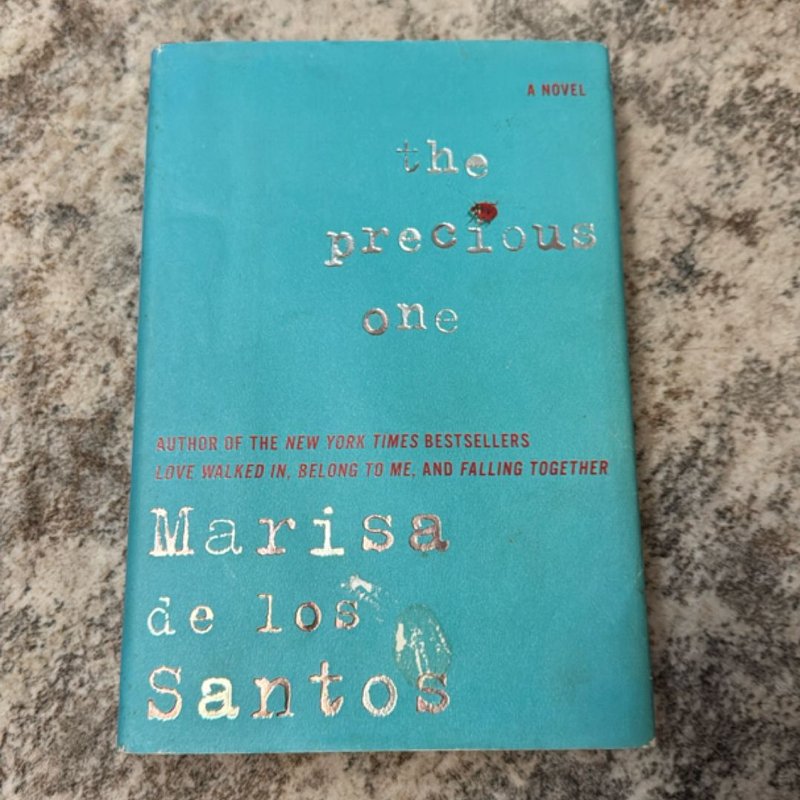 A NOVEL
the
precious
one
AUTHOR OF THE NEW YORK TIMES BESTSELLERS
LOVE WALKED IN, BELONG TO ME, AND FALLING TOGETHER
Marisa
de los
Santos